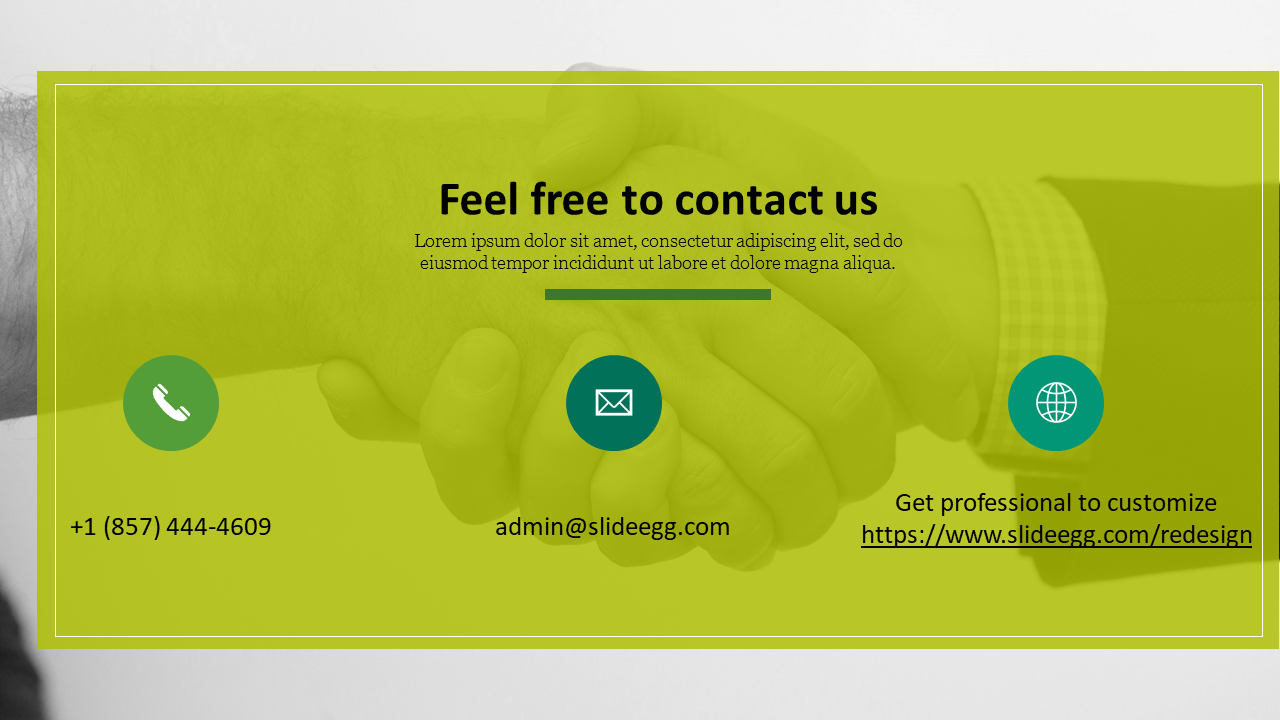 Feel free to contact us
Lorem ipsum dolor sit amet, consectetur adipiscing elit, sed do
eiusmod tempor incididunt ut labore et dolore magna aliqua.
+1 (857) 444-4609
admin@slideegg.com
Get professional to customize
https://www.slideegg.com/redesign